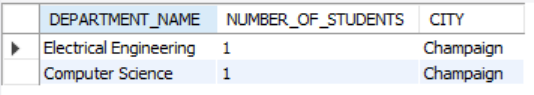 DEPARTMENT_NAME NUMBER_OF_STUDENTS CITY
Electrical Engineering 1 Champaign
Computer Science 1 Champaign